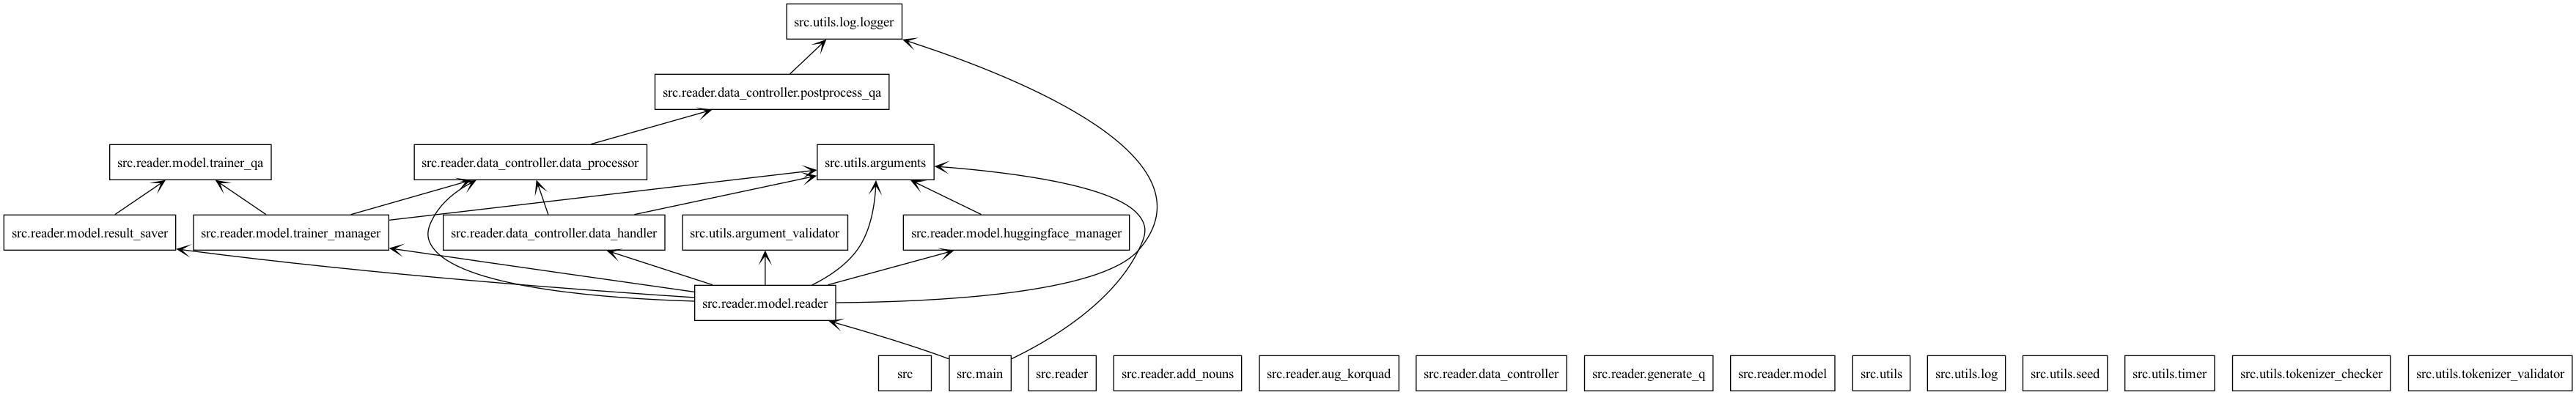 src.utils.log.logger
src.reader.data_controller.postprocess_qa
src.reader.model.trainer_qa
src.reader.data_controller.data_processor
src.utils.arguments
src.reader.model.result_saver
src.reader.model.trainer_manager
src.reader.data_controller.data_handler
src.utils.argument_validator
src.reader.model.huggingface_manager
src.reader.model.reader
src
src.main
src.reader
src.reader.add_nouns
src.reader.aug_korquad
src.reader.data_controller
src.reader.generate_q
src.reader.model
src.utils
src.utils.log
src.utils.seed
src.utils.timer
src.utils.tokenizer_checker
src.utils.tokenizer_validator